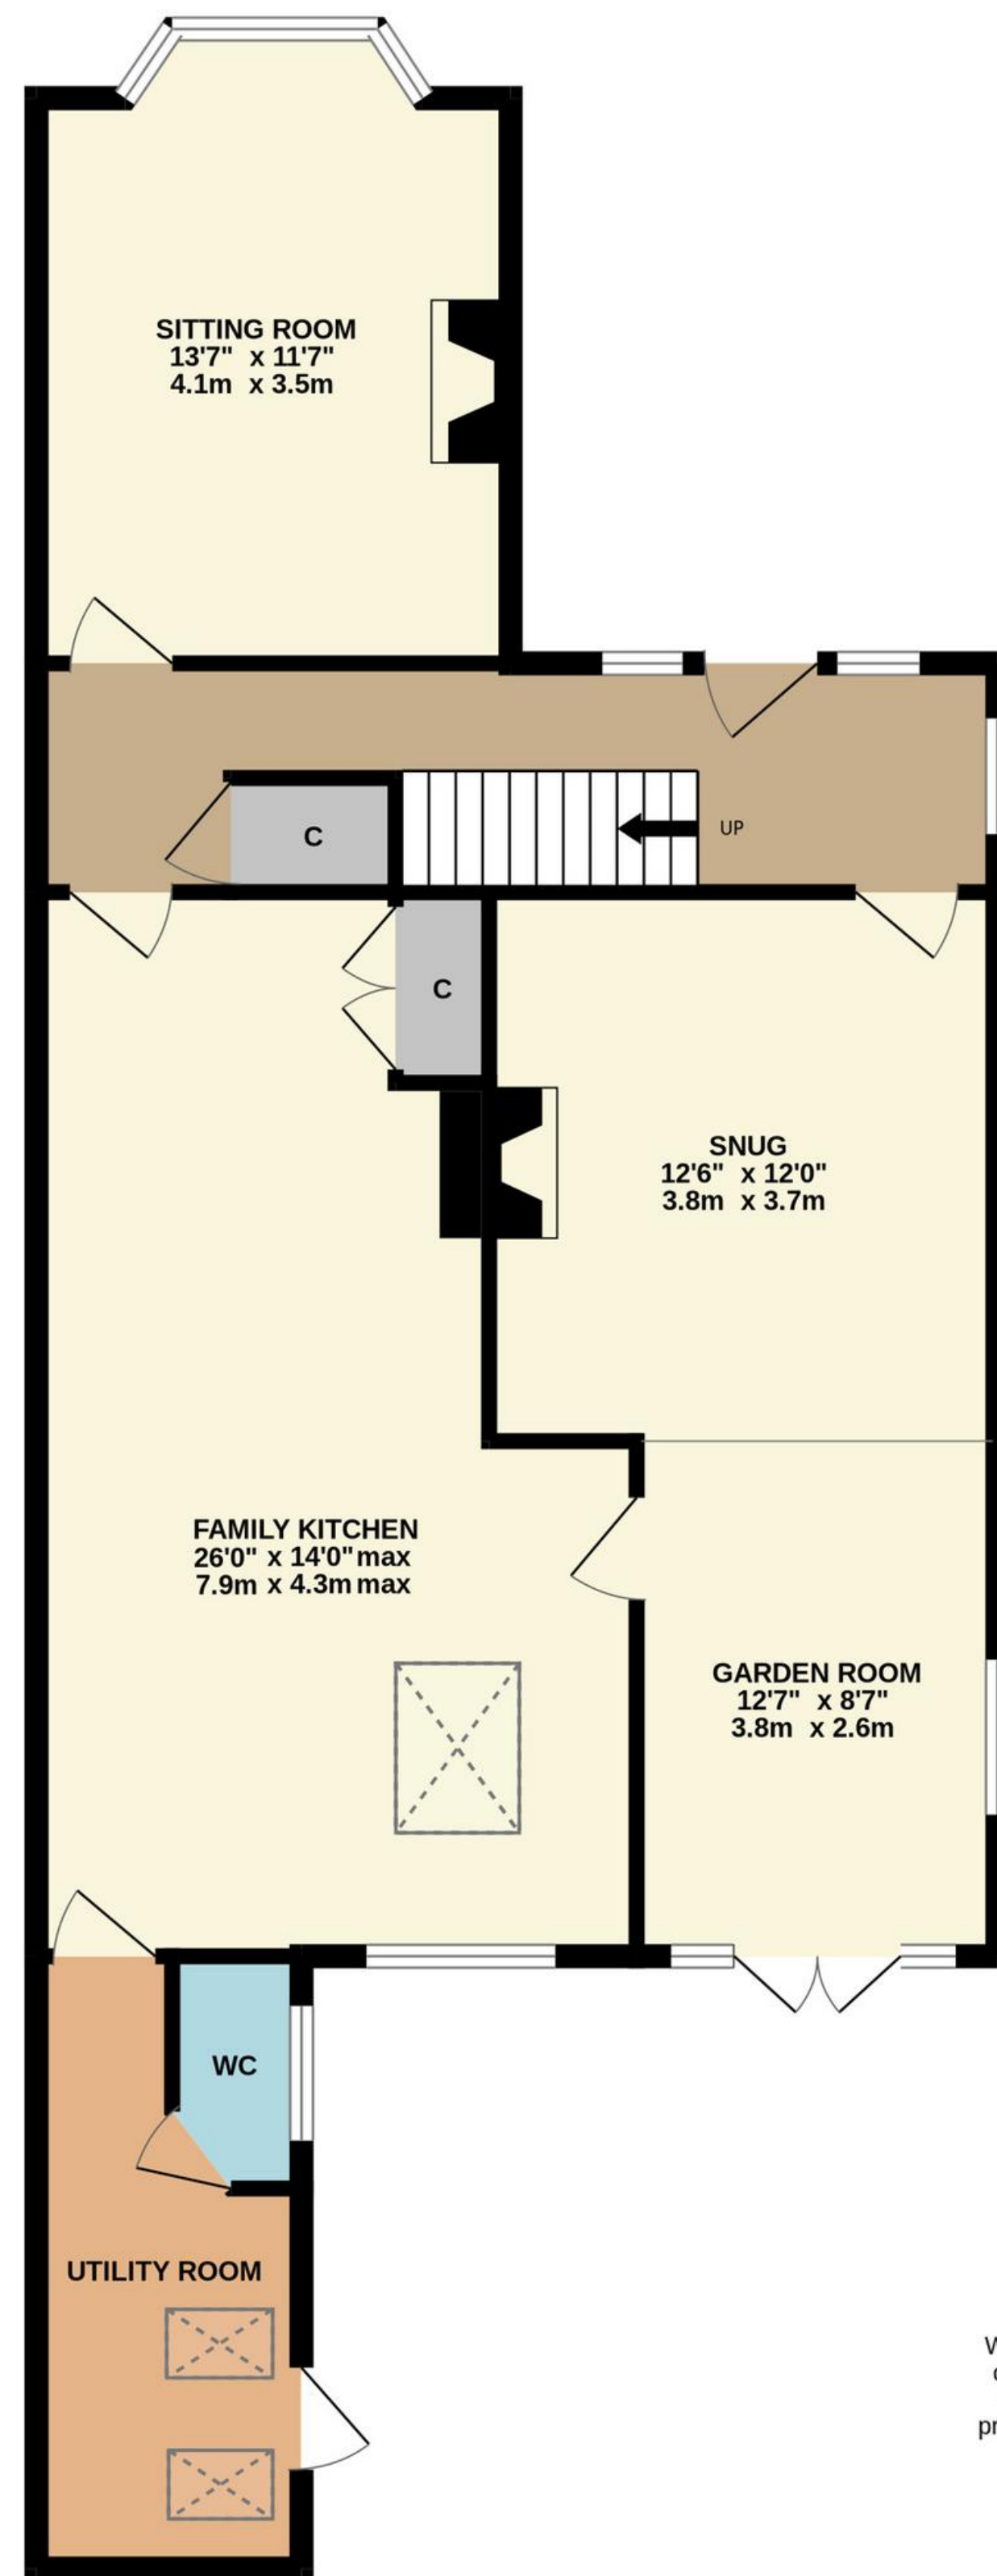 SITTING ROOM
13'7" x 11'7"
4.1m x 3.5m
C
UP
C
SNUG
12'6" x 12'0"
3.8m x 3.7m
FAMILY KITCHEN
26'0" x 14'0"max
7.9m x 4.3m max
GARDEN ROOM
12'7" x 8'7"
3.8m x 2.6m
WC
UTILITY ROOM